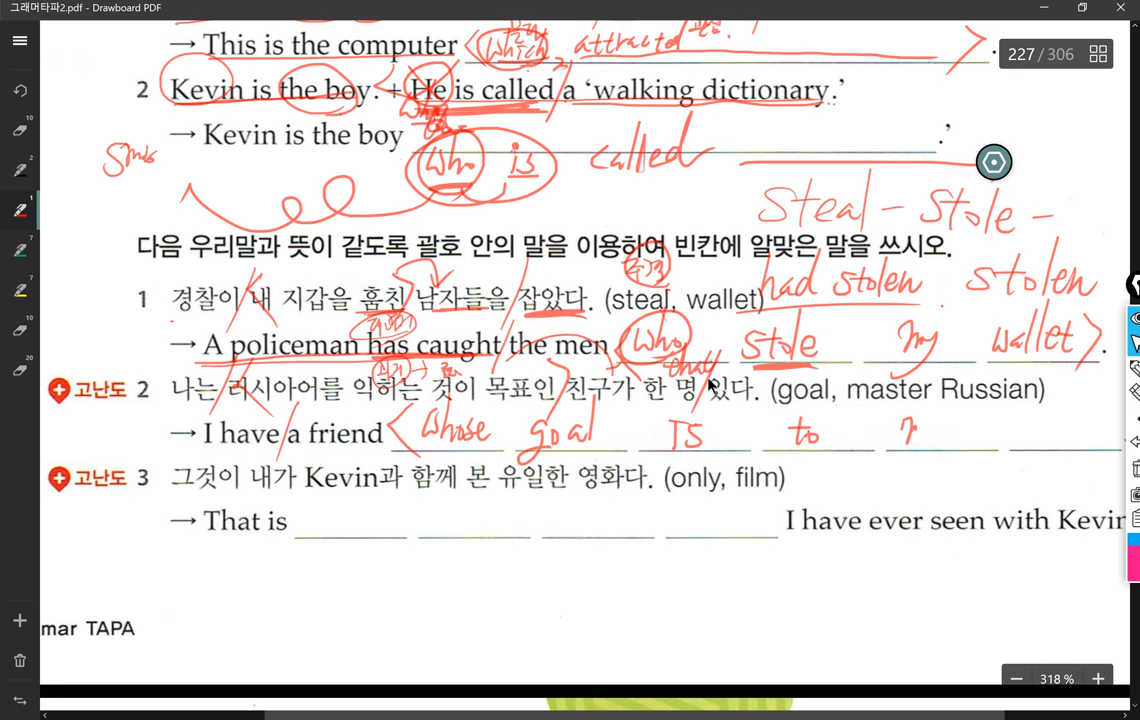 그래머타파2.pdf - Drawboard PDF
→ This is the computer which attracted .
227 / 306
2 Kevin is the boy. + He is called a ‘walking dictionary.’
→ Kevin is the boy who is called .’
steal - stole -
stolen
다음 우리말과 뜻이 같도록 괄호 안의 말을 이용하여 빈칸에 알맞은 말을 쓰시오.
had stolen
1 경찰이 내 지갑을 훔친 남자들을 잡았다. (steal, wallet)
→ A policeman has caught the men who stole my wallet .
that
고난도 2 나는 러시아어를 익히는 것이 목표인 친구가 한 명 있다. (goal, master Russian)
→ I have a friend whose goal is to
고난도 3 그것이 내가 Kevin과 함께 본 유일한 영화다. (only, film)
→ That is I have ever seen with Kevin
mar TAPA
318 %